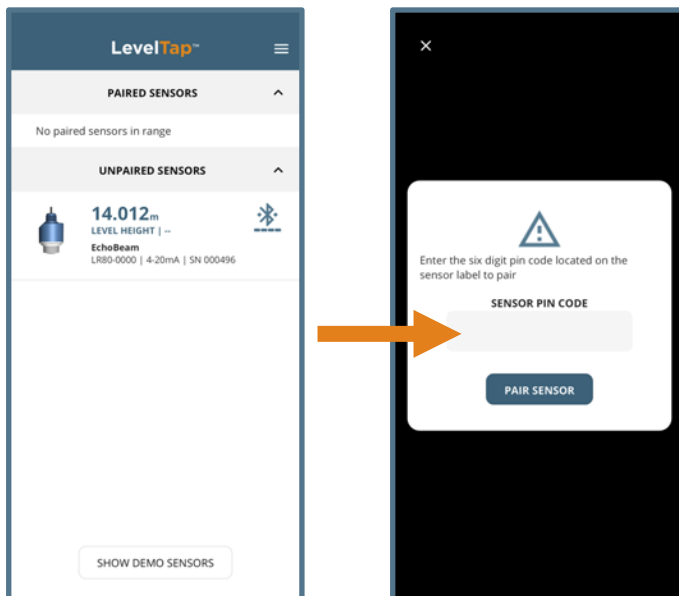 LevelTap™
PAIRED SENSORS
No paired sensors in range
UNPAIRED SENSORS
14.012m
LEVEL HEIGHT | --
EchoBeam
LR80-0000 | 4-20mA | SN 000496
SHOW DEMO SENSORS
Enter the six digit pin code located on the
sensor label to pair
SENSOR PIN CODE
PAIR SENSOR